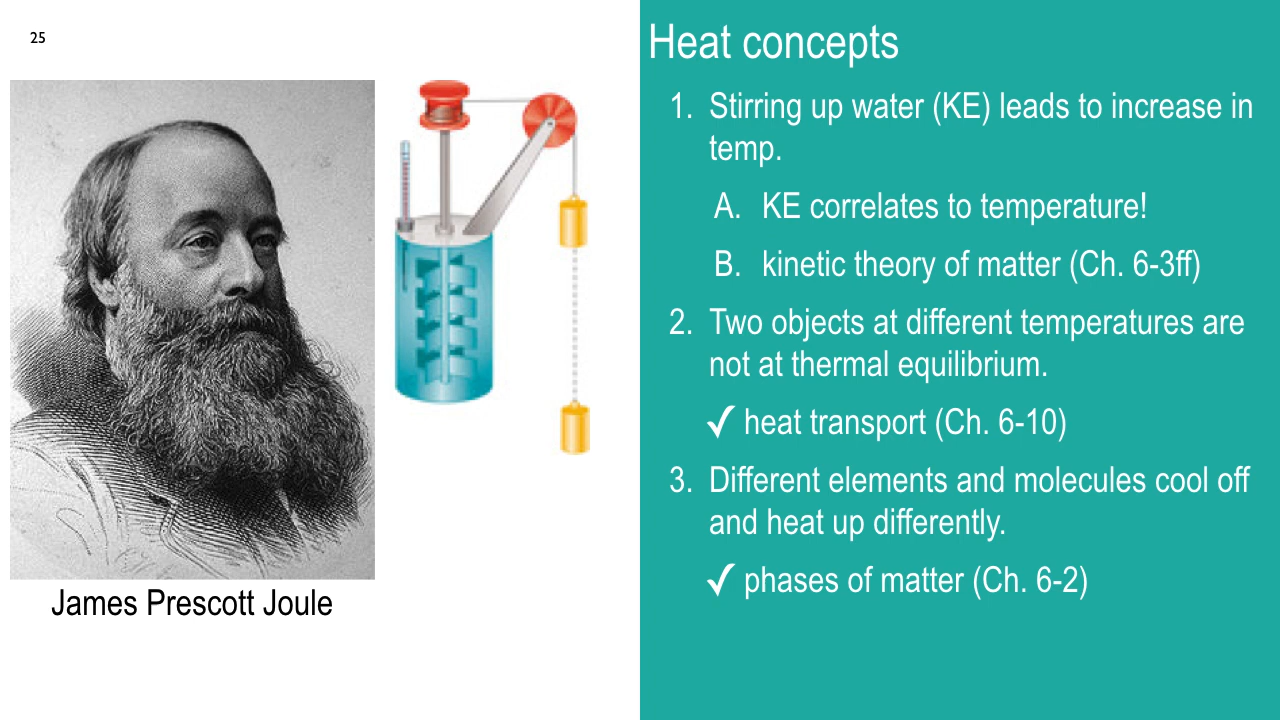 25
James Prescott Joule
Heat concepts
1. Stirring up water (KE) leads to increase in
temp.
A. KE correlates to temperature!
B. kinetic theory of matter (Ch. 6-3ff)
2. Two objects at different temperatures are
not at thermal equilibrium.
✓ heat transport (Ch. 6-10)
3. Different elements and molecules cool off
and heat up differently.
✓ phases of matter (Ch. 6-2)